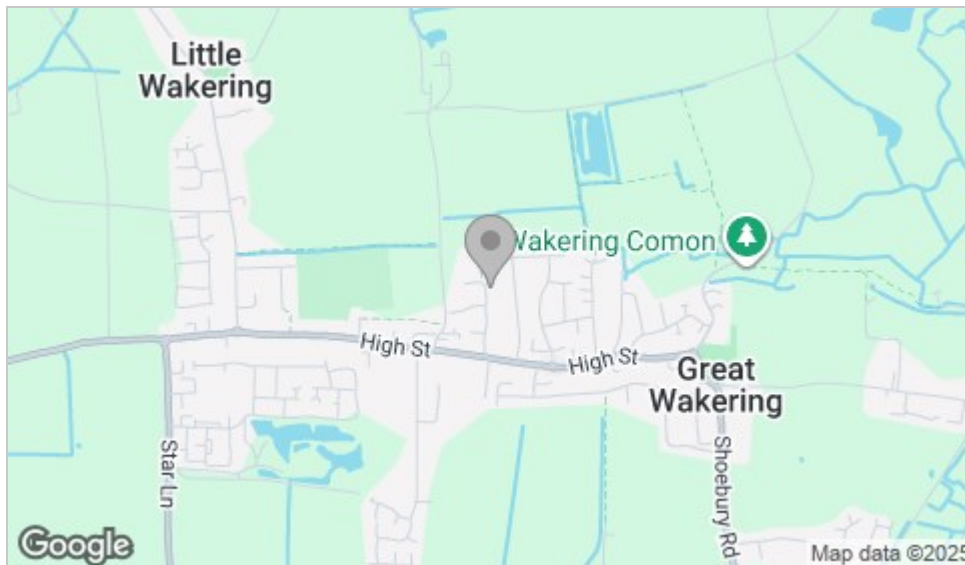 Little
Wakering
Wakering Comon
High St
High St
Great
Wakering
Star Ln
Shoebury Rd
Google
Map data ©2025